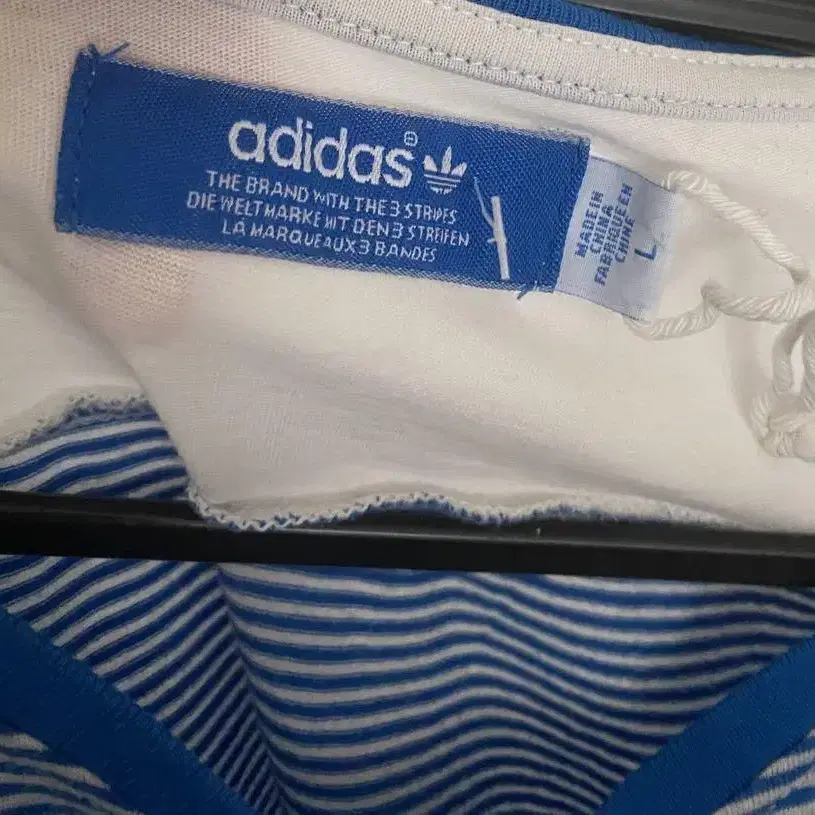 adidas
THE BRAND WITH THE 3 STRIPES
DIE WELTMARKE MIT DEN 3 STREIFEN
LA MARQUE AUX 3 BANDES
MADE IN
CHINA
FABRIQUE EN
CHINE
L